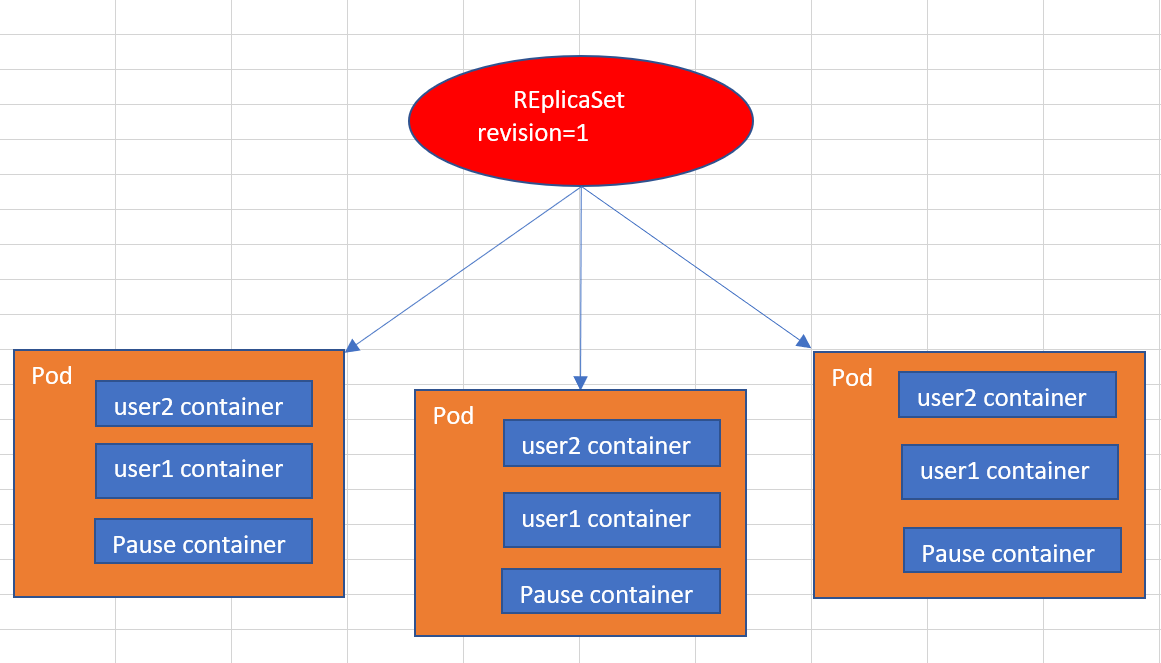 REplicaSet
revision=1
Pod
user2 container
user1 container
Pause container
Pod
user2 container
user1 container
Pause container
Pod
user2 container
user1 container
Pause container